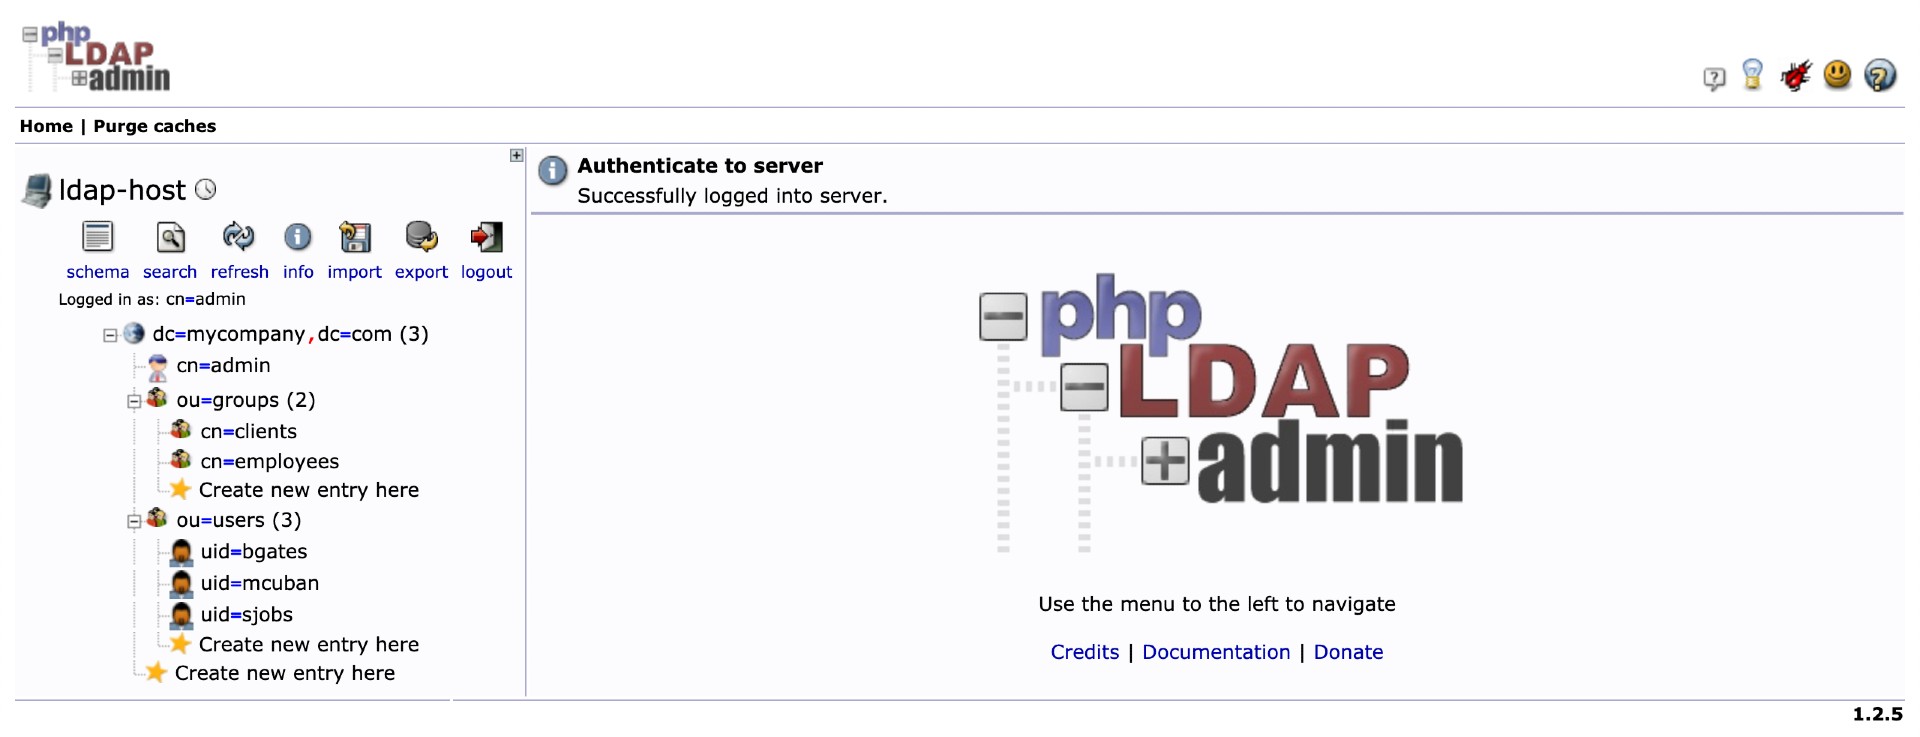 php
LDAP
admin
Home | Purge caches
ldap-host
schema search refresh info import export logout
Logged in as: cn=admin
dc=mycompany,dc=com (3)
cn=admin
ou=groups (2)
cn=clients
cn=employees
Create new entry here
ou=users (3)
uid=bgates
uid=mcuban
uid=sjobs
Create new entry here
Create new entry here
Authenticate to server
Successfully logged into server.
php
LDAP
admin
Use the menu to the left to navigate
Credits | Documentation | Donate
1.2.5